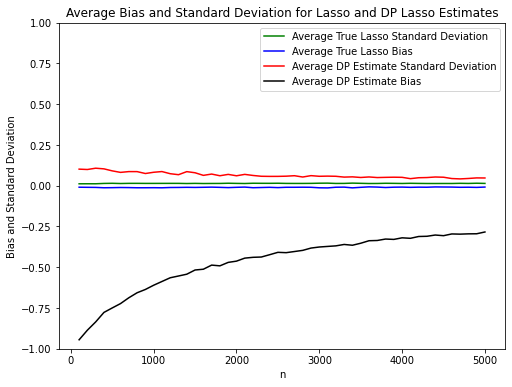 Average Bias and Standard Deviation for Lasso and DP Lasso Estimates
Average True Lasso Standard Deviation
Average True Lasso Bias
Average DP Estimate Standard Deviation
Average DP Estimate Bias
Bias and Standard Deviation
1.00
0.75
0.50
0.25
0.00
−0.25
−0.50
−0.75
−1.00
0 1000 2000 3000 4000 5000
n